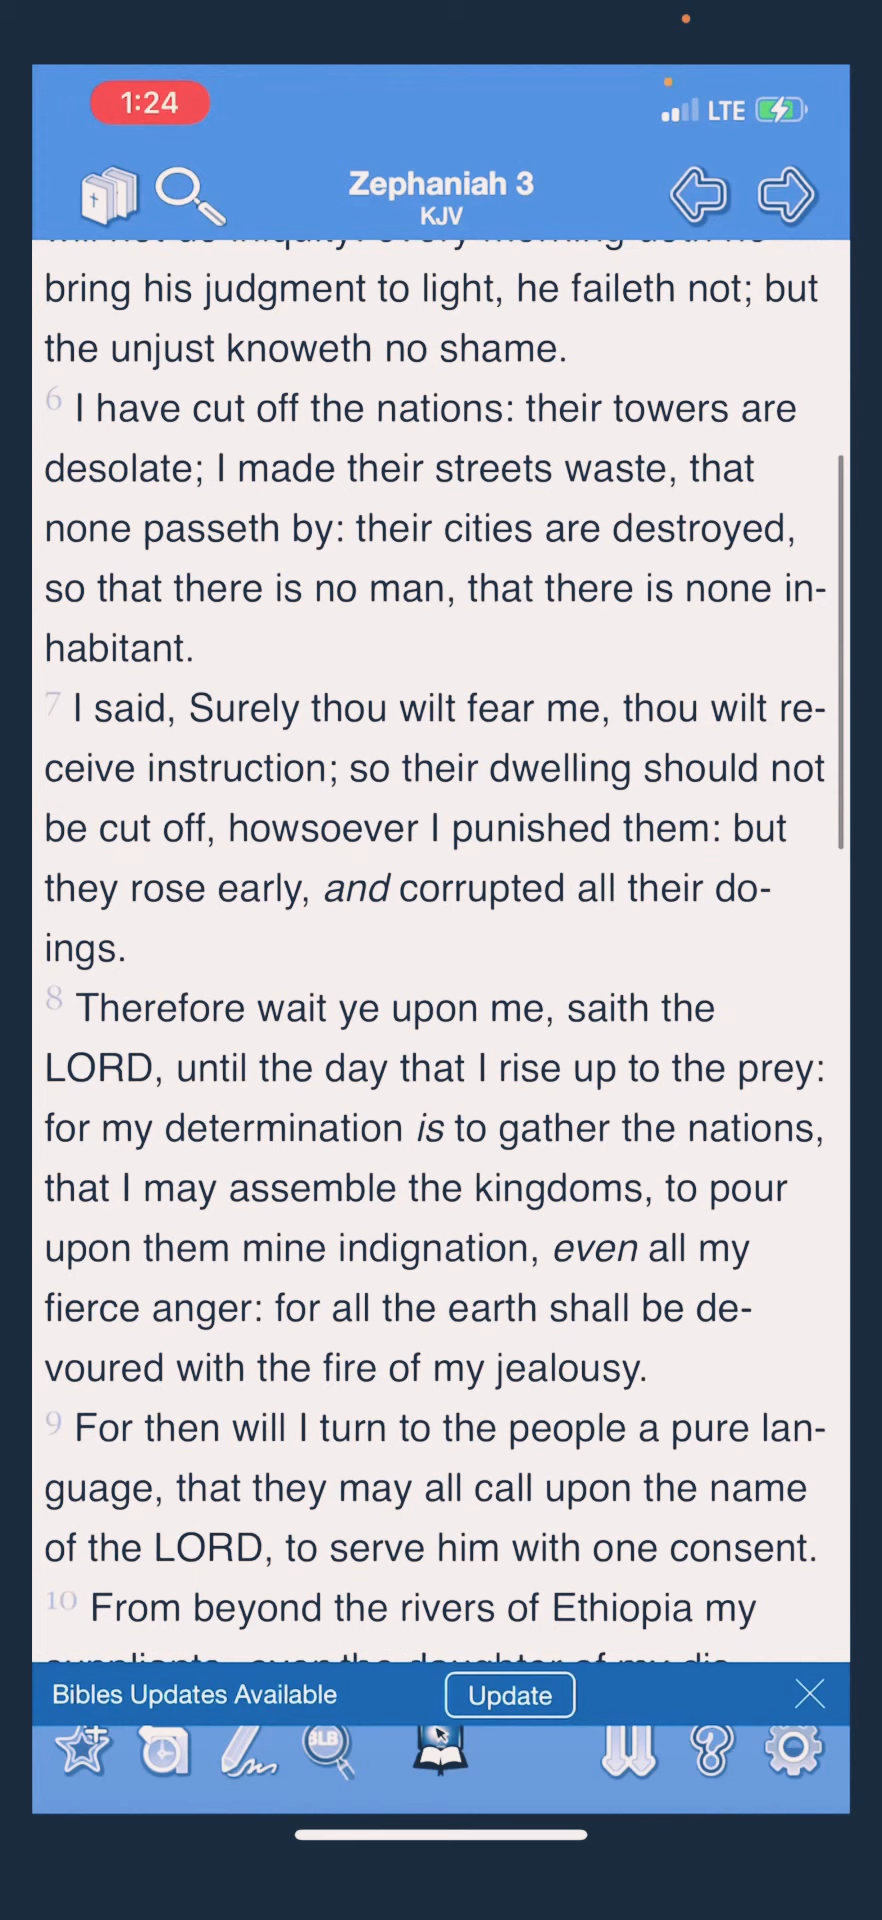 1:24
LTE
Zephaniah 3
KJV
bring his judgment to light, he faileth not; but
the unjust knoweth no shame.
6 I have cut off the nations: their towers are
desolate; I made their streets waste, that
none passeth by: their cities are destroyed,
so that there is no man, that there is none in-
habitant.
7 I said, Surely thou wilt fear me, thou wilt re-
ceive instruction; so their dwelling should not
be cut off, howsoever I punished them: but
they rose early, and corrupted all their do-
ings.
8 Therefore wait ye upon me, saith the
LORD, until the day that I rise up to the prey:
for my determination is to gather the nations,
that I may assemble the kingdoms, to pour
upon them mine indignation, even all my
fierce anger: for all the earth shall be de-
voured with the fire of my jealousy.
9 For then will I turn to the people a pure lan-
guage, that they may all call upon the name
of the LORD, to serve him with one consent.
10 From beyond the rivers of Ethiopia my
Bibles Updates Available
Update
BLB